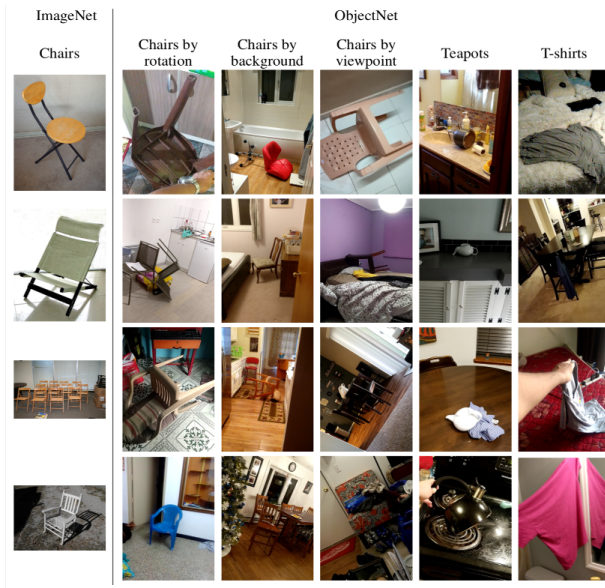 ImageNet
ObjectNet
Chairs
Chairs by
rotation
Chairs by
background
Chairs by
viewpoint
Teapots
T-shirts